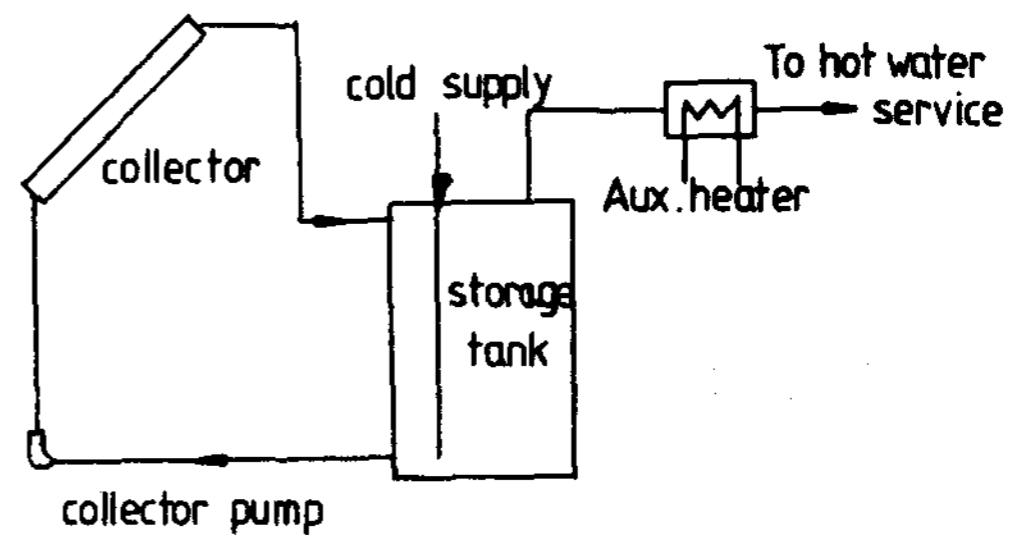 To hot water
service
cold supply
collector
Aux. heater
storage
tank
collector pump